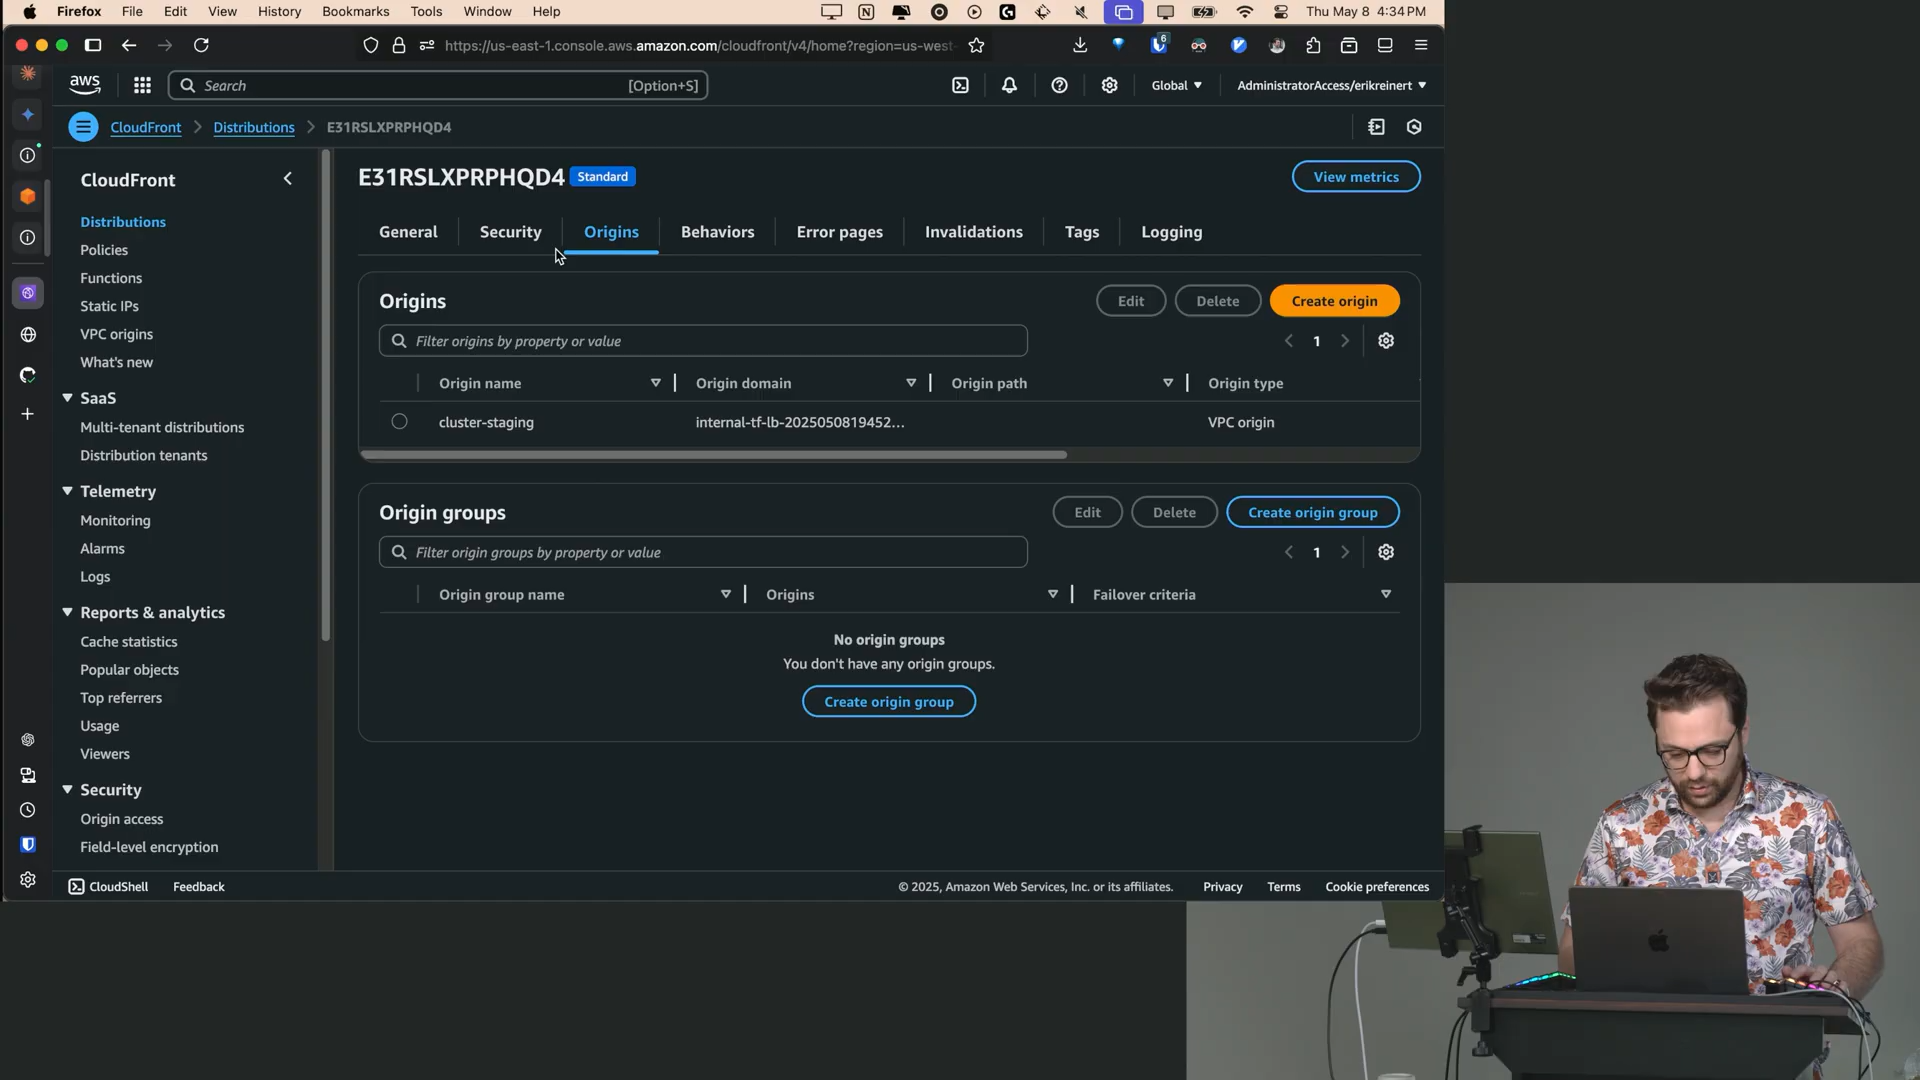 Firefox File Edit View History Bookmarks Tools Window Help Thu May 8 4:34 PM
https://us-east-1.console.aws.amazon.com/cloudfront/v4/home?region=us-west- 6
aws Search [Option+S] Global AdministratorAccess/erikreinert
CloudFront Distributions E31RSLXPRPHQD4
CloudFront
Distributions
Policies
Functions
Static IPs
VPC origins
What's new
SaaS
Multi-tenant distributions
Distribution tenants
Telemetry
Monitoring
Alarms
Logs
Reports & analytics
Cache statistics
Popular objects
Top referrers
Usage
Viewers
Security
Origin access
Field-level encryption
E31RSLXPRPHQD4 Standard View metrics
General Security Origins Behaviors Error pages Invalidations Tags Logging
Origins Edit Delete Create origin
Filter origins by property or value 1
Origin name Origin domain Origin path Origin type
cluster-staging internal-tf-lb-2025050819452... VPC origin
Origin groups Edit Delete Create origin group
Filter origin groups by property or value 1
Origin group name Origins Failover criteria
No origin groups
You don't have any origin groups.
Create origin group
CloudShell Feedback © 2025, Amazon Web Services, Inc. or its affiliates. Privacy Terms Cookie preferences